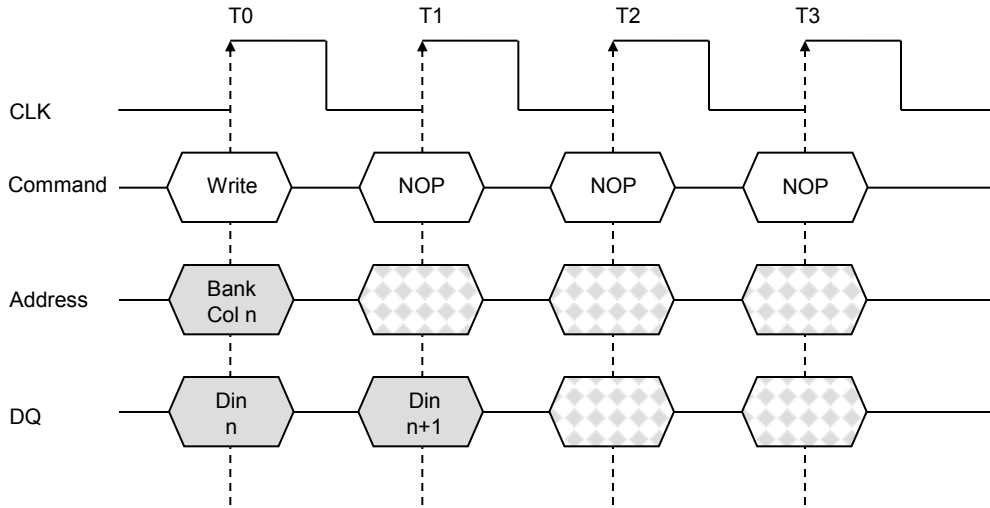 T0 T1 T2 T3
CLK
Command Write NOP NOP NOP
Address Bank
Col n
DQ Din Din
n n+1